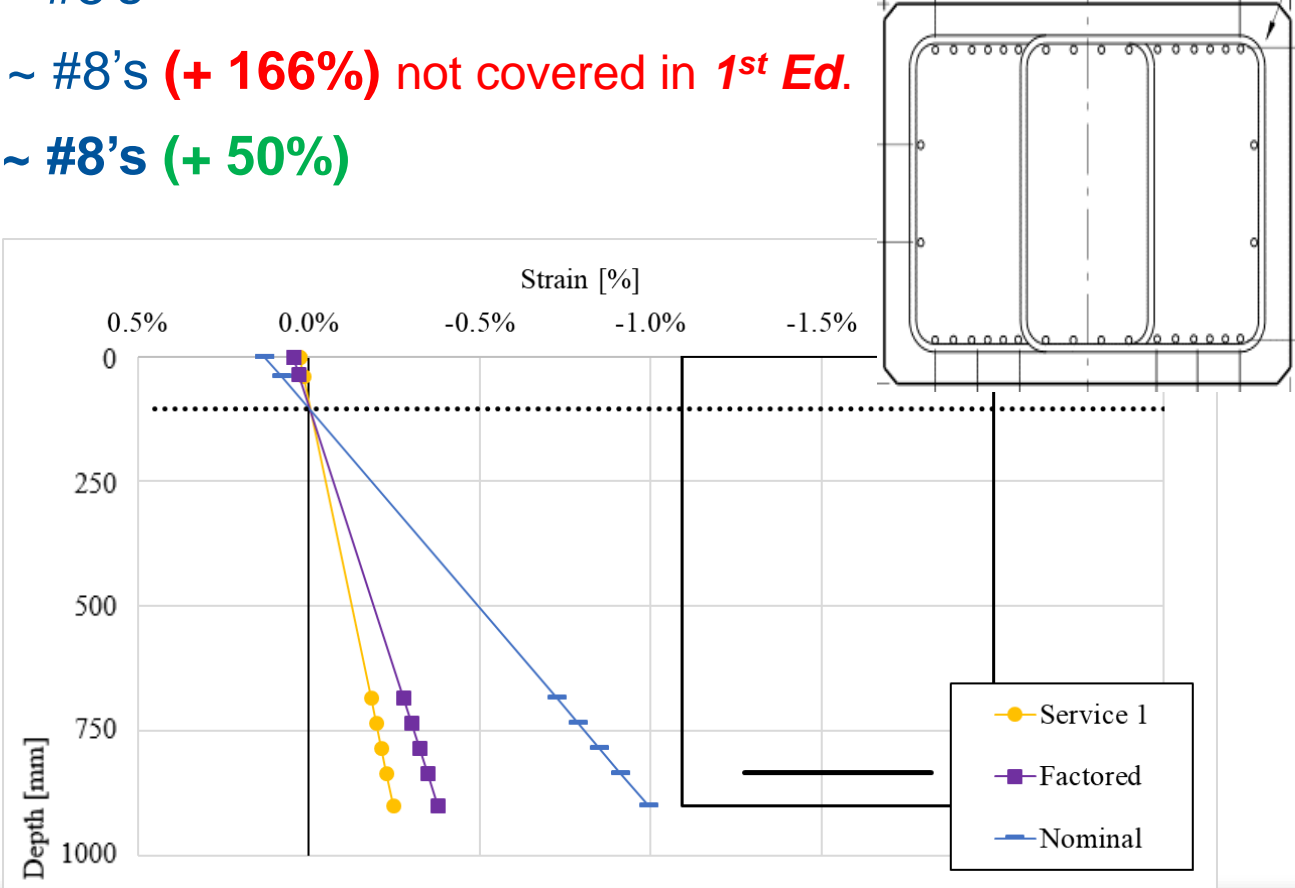 ~ #8's (+ 166%) not covered in 1st Ed.
~ #8's (+ 50%)
Strain [%]
0.5% 0.0% -0.5% -1.0% -1.5%
0
250
500
750
1000
Depth [mm]
Service 1
Factored
Nominal